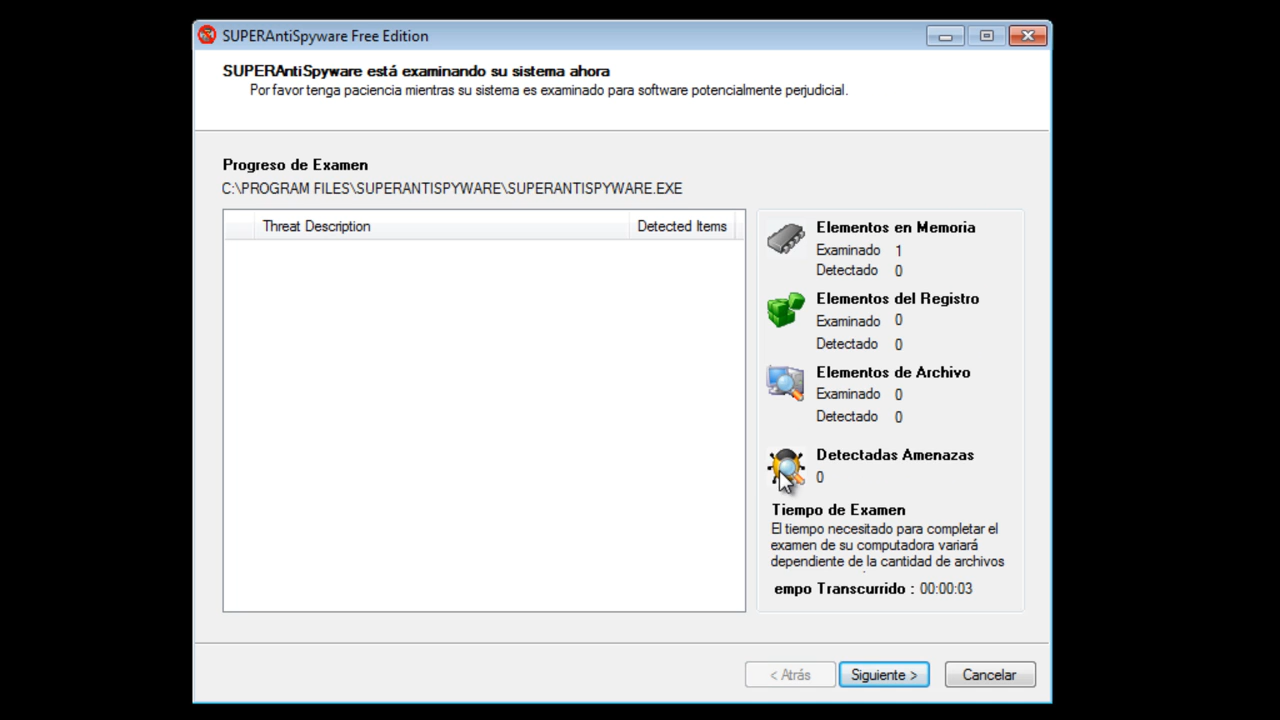 SUPERAntiSpyware Free Edition
SUPERAntiSpyware está examinando su sistema ahora
Por favor tenga paciencia mientras su sistema es examinado para software potencialmente perjudicial.
Progreso de Examen
C:\PROGRAM FILES\SUPERANTISPYWARE\SUPERANTISPYWARE.EXE
Threat Description Detected Items
Elementos en Memoria
Examinado 1
Detectado 0
Elementos del Registro
Examinado 0
Detectado 0
Elementos de Archivo
Examinado 0
Detectado 0
Detectadas Amenazas
0
Tiempo de Examen
El tiempo necesitado para completar el
examen de su computadora variará
dependiente de la cantidad de archivos
empo Transcurrido : 00:00:03
< Atrás Siguiente > Cancelar